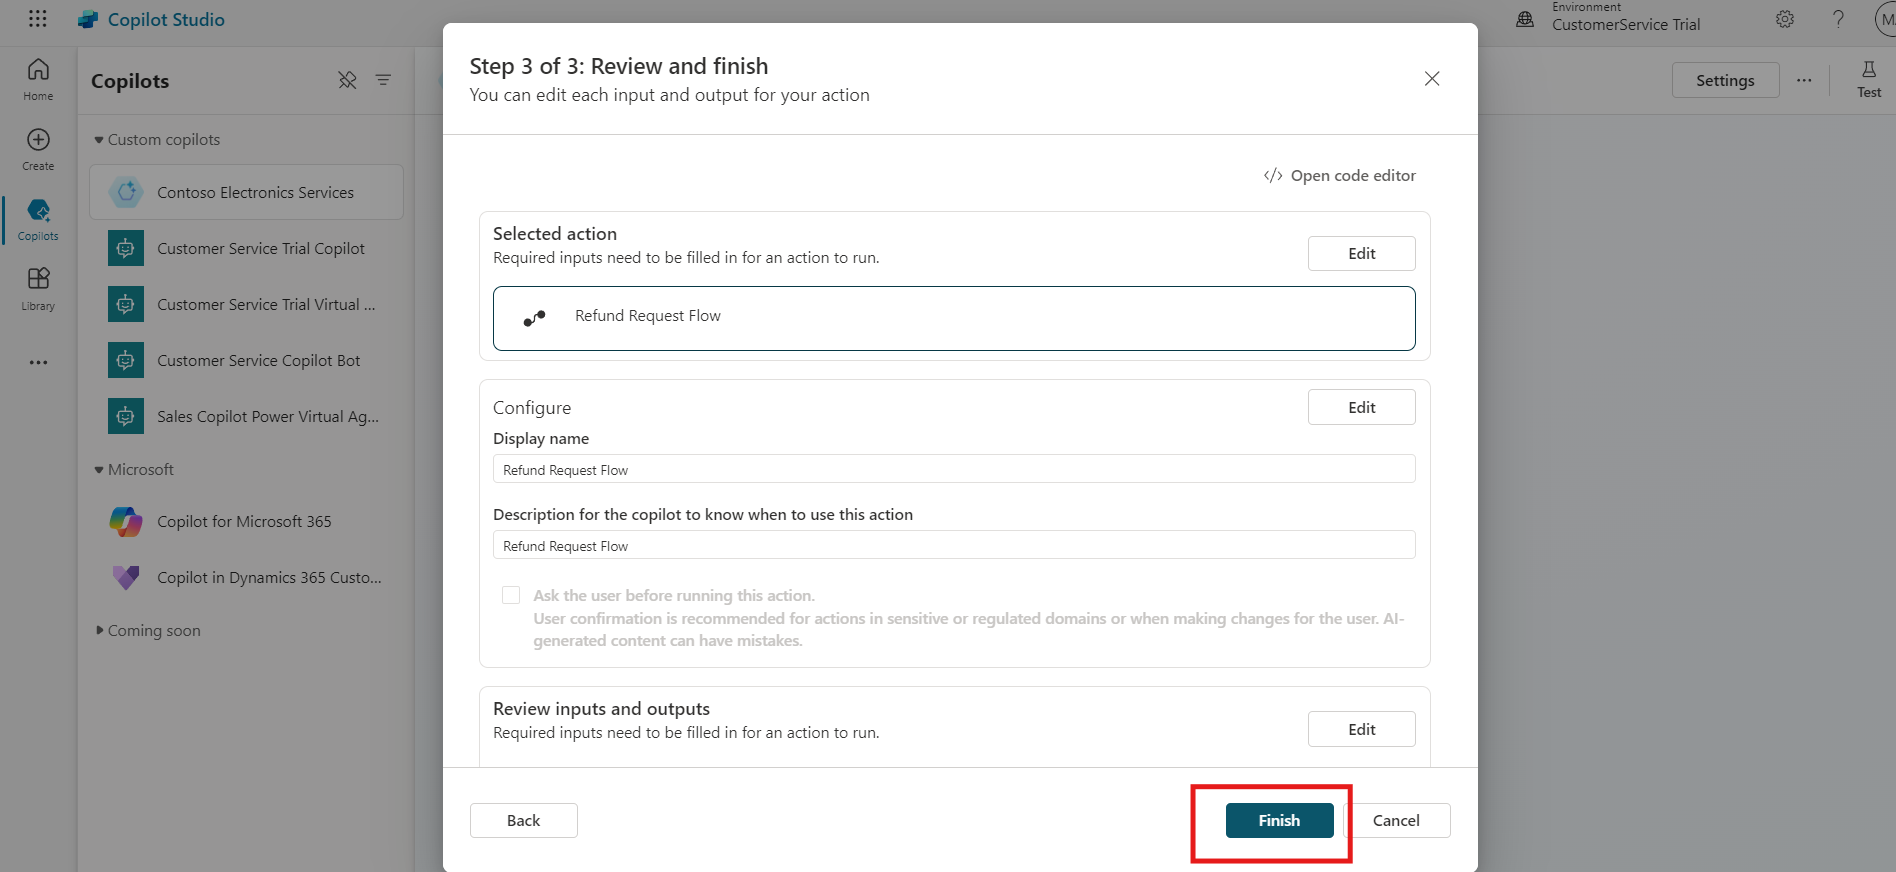 Copilot Studio
Environment
CustomerService Trial
Home
Create
Copilots
Library
Copilots
Custom copilots
Contoso Electronics Services
Customer Service Trial Copilot
Customer Service Trial Virtual ...
Customer Service Copilot Bot
Sales Copilot Power Virtual Ag...
Microsoft
Copilot for Microsoft 365
Copilot in Dynamics 365 Custo...
Coming soon
Settings
Test
Step 3 of 3: Review and finish
You can edit each input and output for your action
</> Open code editor
Selected action
Required inputs need to be filled in for an action to run.
Edit
Refund Request Flow
Configure
Edit
Display name
Refund Request Flow
Description for the copilot to know when to use this action
Refund Request Flow
Ask the user before running this action.
User confirmation is recommended for actions in sensitive or regulated domains or when making changes for the user. AI-
generated content can have mistakes.
Review inputs and outputs
Required inputs need to be filled in for an action to run.
Edit
Back
Finish
Cancel